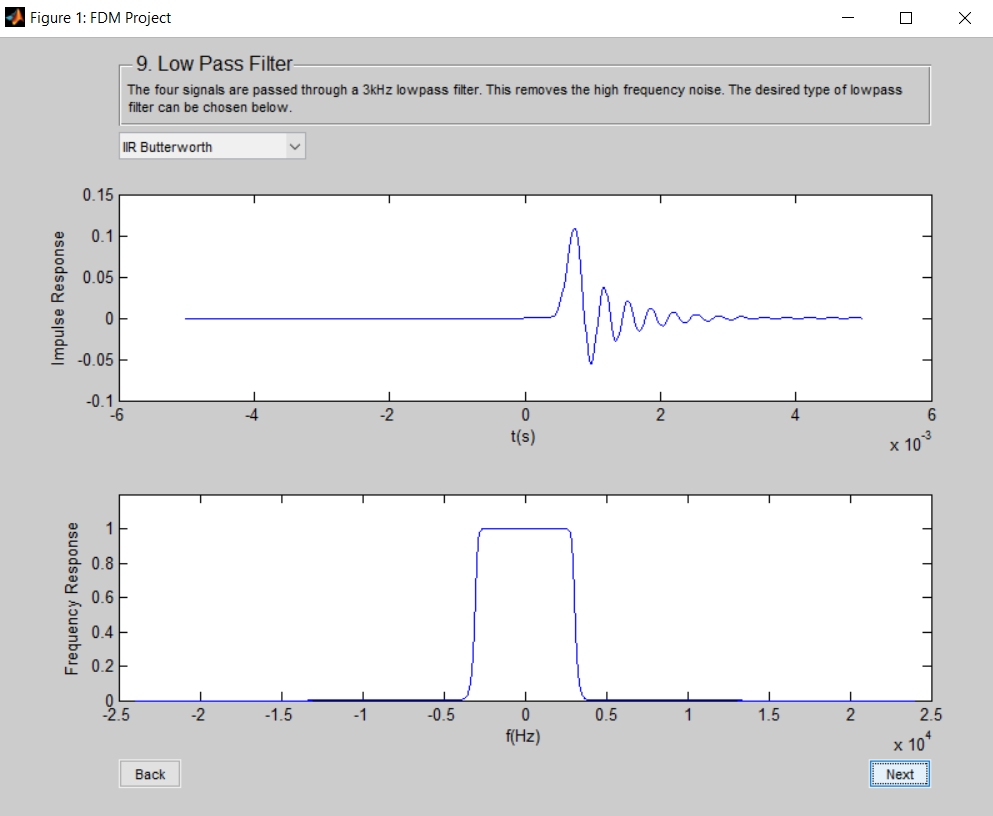 Figure 1: FDM Project
9. Low Pass Filter
The four signals are passed through a 3kHz lowpass filter. This removes the high frequency noise. The desired type of lowpass
filter can be chosen below.
IIR Butterworth
Impulse Response
0.15
0.1
0.05
0
-0.05
-0.1
-6 -4 -2 0 2 4 6
t(s)
x 10^-3
Frequency Response
1
0.8
0.6
0.4
0.2
0
-2.5 -2 -1.5 -1 -0.5 0 0.5 1 1.5 2 2.5
f(Hz)
x 10^4
Back Next